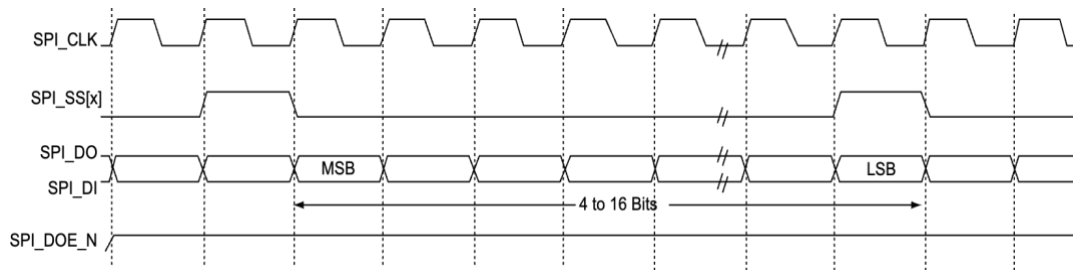 SPI_CLK
SPI_SS[x]
SPI_DO
MSB LSB
SPI_DI
4 to 16 Bits
SPI_DOE_N